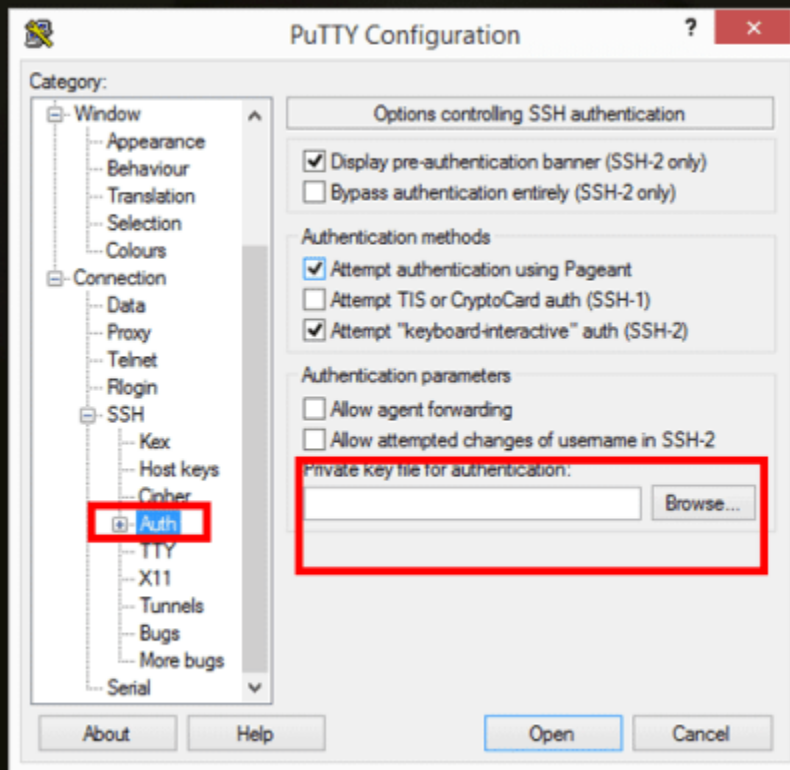 PuTTY Configuration
?
Category:
Window
Appearance
Behaviour
Translation
Selection
Colours
Connection
Data
Proxy
Telnet
Rlogin
SSH
Kex
Host keys
Cipher
Auth
TTY
X11
Tunnels
Bugs
More bugs
Serial
Options controlling SSH authentication
Display pre-authentication banner (SSH-2 only)
Bypass authentication entirely (SSH-2 only)
Authentication methods
Attempt authentication using Pageant
Attempt TIS or CryptoCard auth (SSH-1)
Attempt "keyboard-interactive" auth (SSH-2)
Authentication parameters
Allow agent forwarding
Allow attempted changes of username in SSH-2
Private key file for authentication:
Browse...
About
Help
Open
Cancel